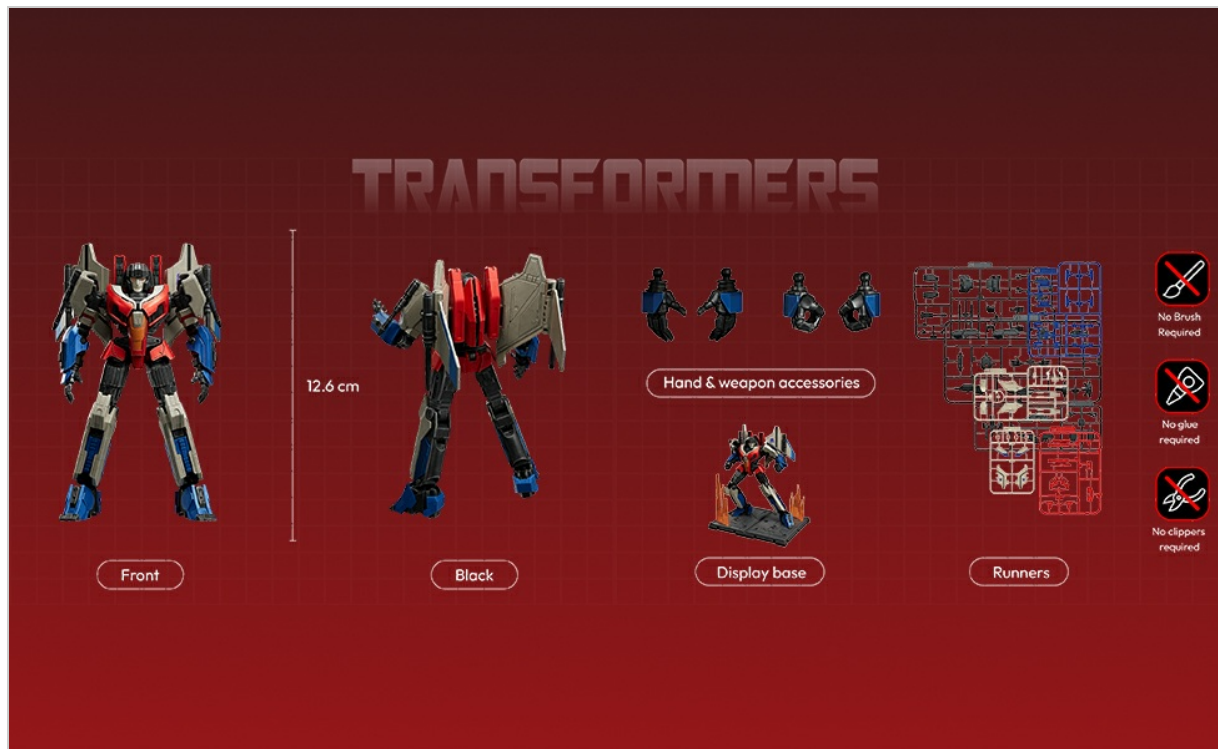 TRANSFORMERS
12.6 cm
Front
Black
Hand & weapon accessories
Display base
Runners
No Brush
Required
No glue
required
No clippers
required